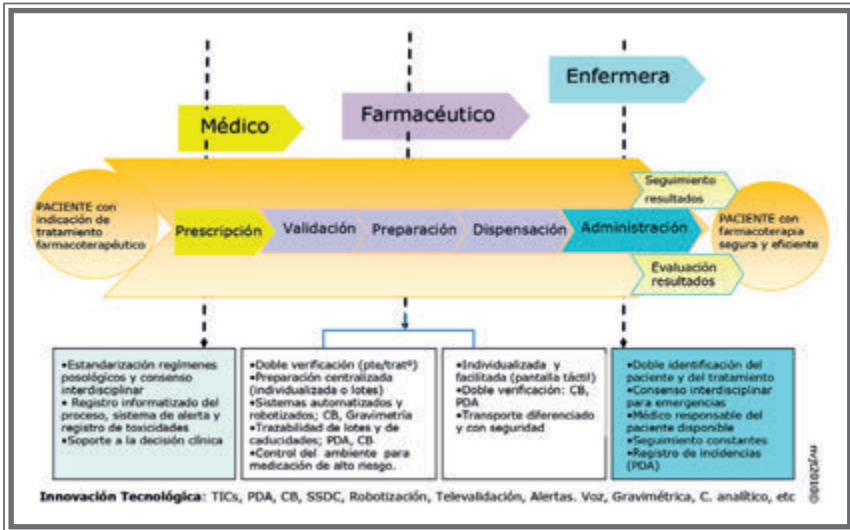 Médico
Farmacéutico
Enfermera
PACIENTE con
indicación de
tratamiento
farmacoterapéutico
Prescripción
Validación
Preparación
Dispensación
Administración
Seguimiento
resultados
Evaluación
resultados
PACIENTE con
farmacoterapia
segura y eficiente
•Estandarización regímenes
posológicos y consenso
interdisciplinar
• Registro informatizado del
proceso, sistema de alerta y
registro de toxicidades
•Soporte a la decisión clínica
•Doble verificación (pte/tratº)
•Preparación centralizada
(individualizada o lotes)
•Sistemas automatizados y
robotizados; CB, Gravimetría
•Trazabilidad de lotes y de
caducidades; PDA, CB
•Control del ambiente para
medicación de alto riesgo.
•Individualizada y
facilitada (pantalla táctil)
•Doble verificación: CB,
PDA
•Transporte diferenciado
y con seguridad
•Doble identificación del
paciente y del tratamiento
•Consenso interdisciplinar
para emergencias
•Médico responsable del
paciente disponible
•Seguimiento constantes
•Registro de incidencias
(PDA)
Innovación Tecnológica: TICs, PDA, CB, SSDC, Robotización, Televalidación, Alertas. Voz, Gravimétrica, C. analítico, etc